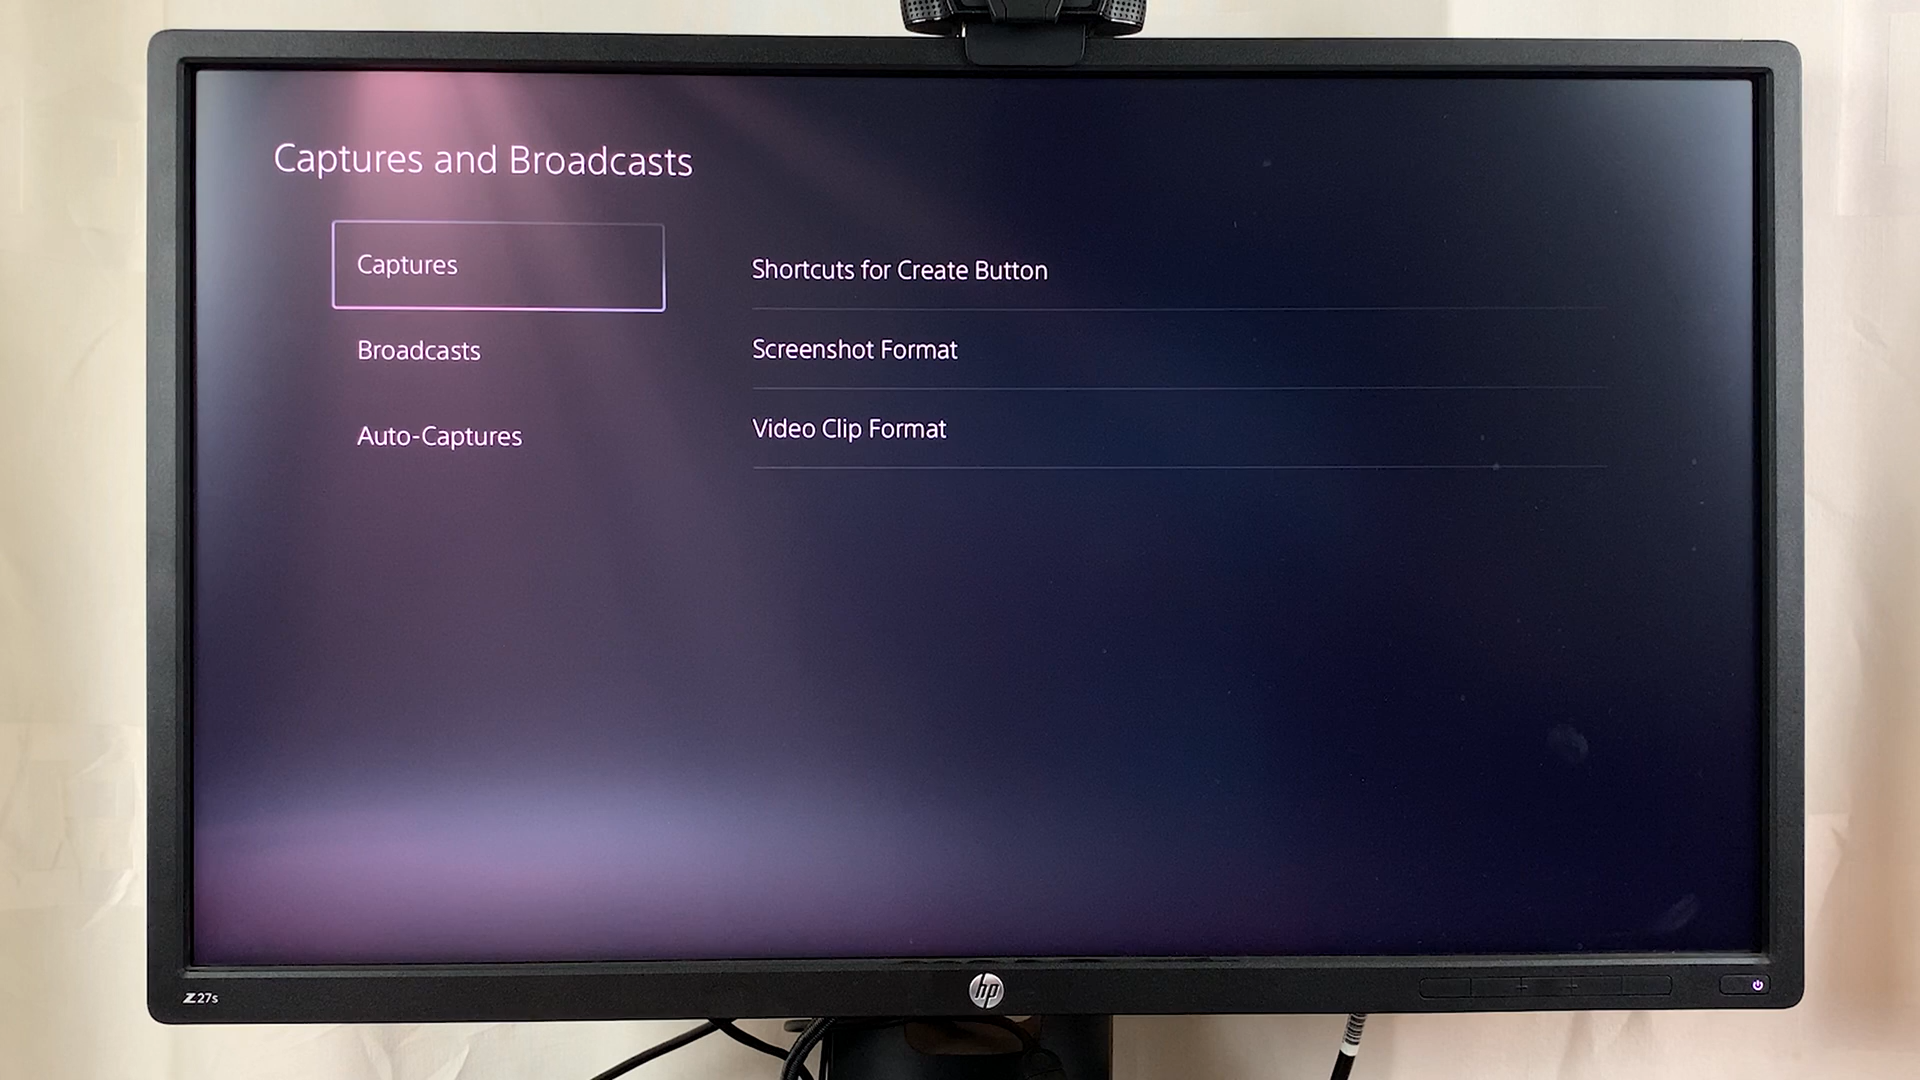 Captures and Broadcasts
Captures
Broadcasts
Auto-Captures
Shortcuts for Create Button
Screenshot Format
Video Clip Format
Z27s
hp